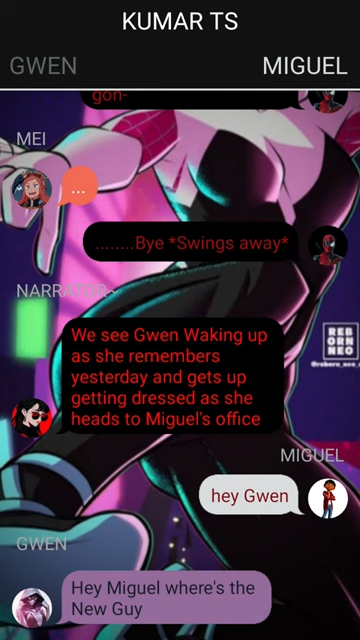 KUMAR TS
GWEN
MIGUEL
gon-
MEI
...
........Bye *Swings away*
NARRATOR~
We see Gwen Waking up
as she remembers
yesterday and gets up
getting dressed as she
heads to Miguel's office
REB
ORN
NEO
MIGUEL
hey Gwen
GWEN
Hey Miguel where's the
New Guy